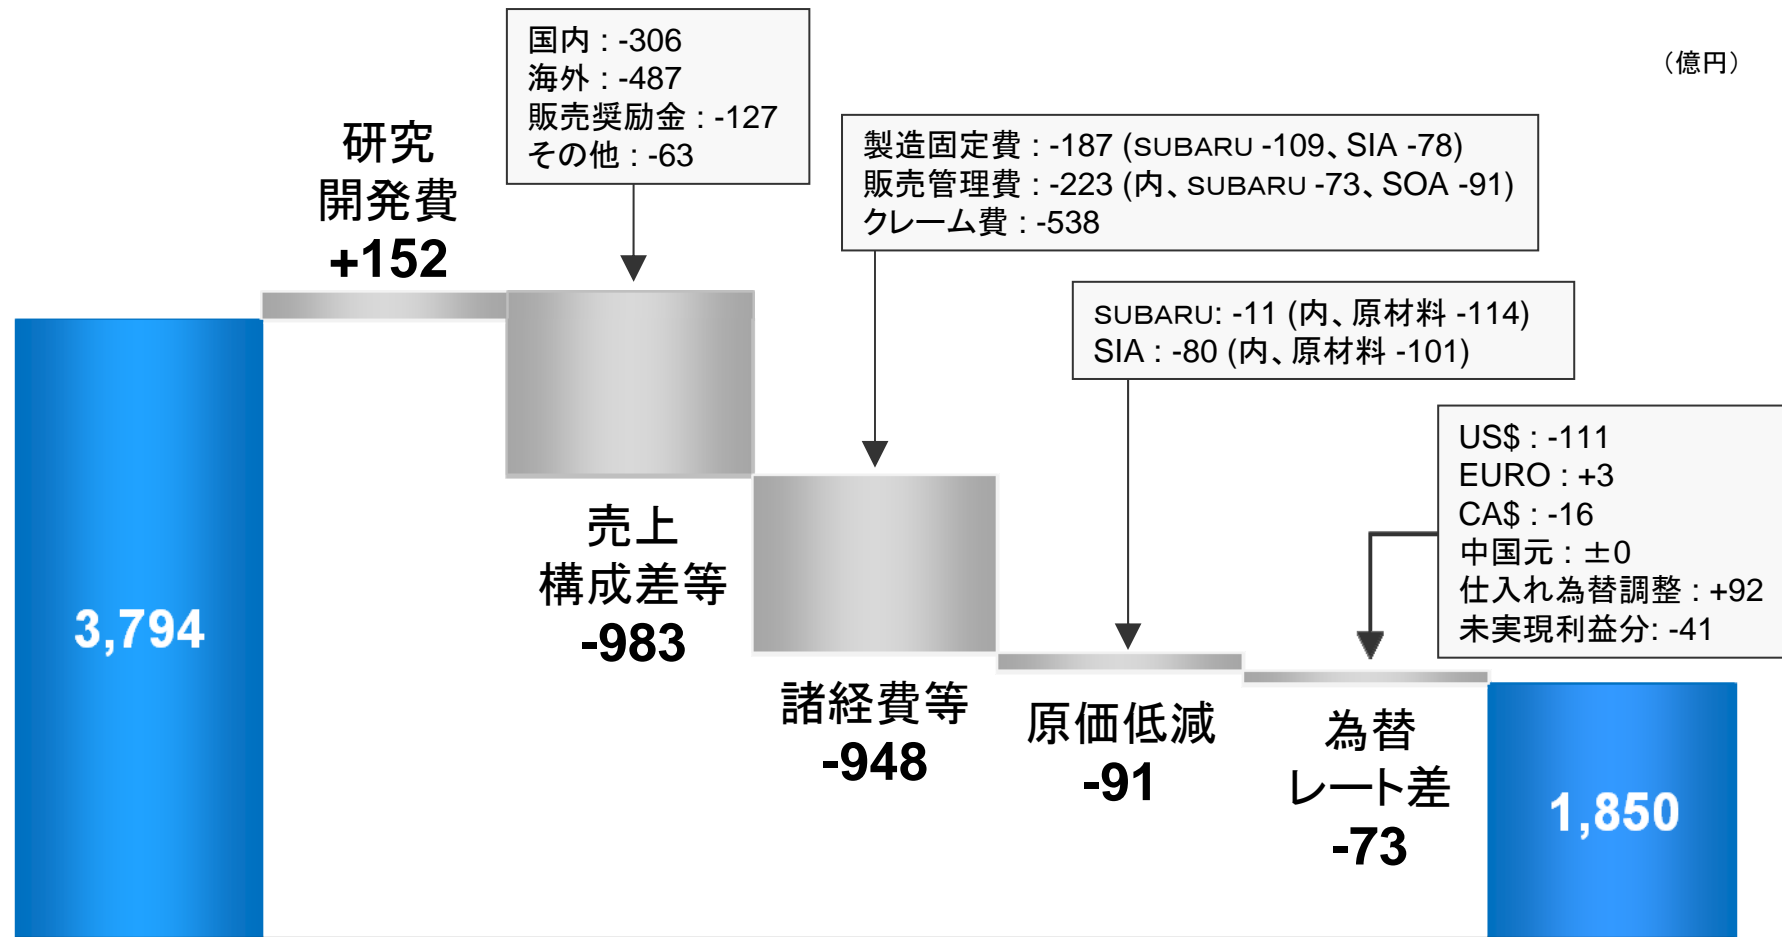 国内 : -306
海外 : -487
販売奨励金 : -127
その他 : -63
（億円）
研究
開発費
+152
製造固定費 : -187 (SUBARU -109、SIA -78)
販売管理費 : -223 (内、SUBARU -73、SOA -91)
クレーム費 : -538
SUBARU: -11 (内、原材料 -114)
SIA : -80 (内、原材料 -101)
US$ : -111
EURO : +3
CA$ : -16
中国元 : ±0
仕入れ為替調整 : +92
未実現利益分: -41
3,794
売上
構成差等
-983
諸経費等
-948
原価低減
-91
為替
レート差
-73
1,850